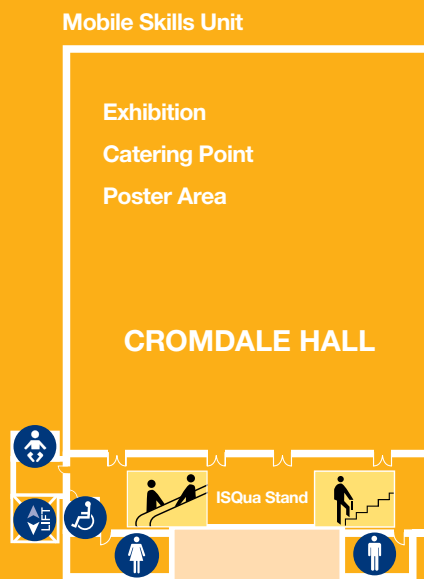 Mobile Skills Unit
Exhibition
Catering Point
Poster Area
CROMDALE HALL
ISQua Stand
LIFT